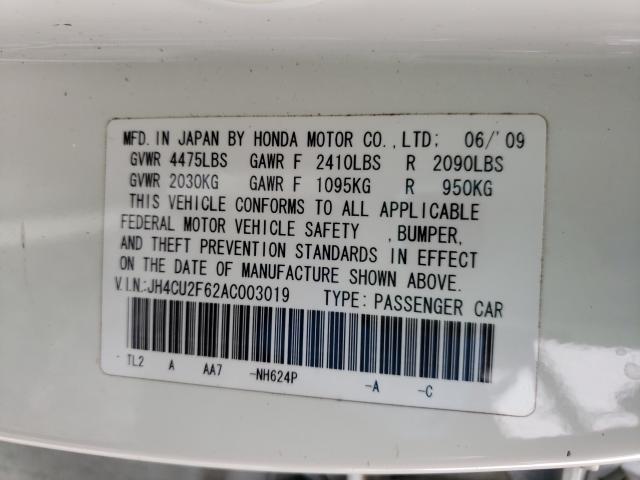 MFD. IN JAPAN BY HONDA MOTOR CO.,LTD; 06/'09
GVWR 4475LBS GAWR F 2410LBS R 2090LBS
GVWR 2030KG GAWR F 1095KG R 950KG
THIS VEHICLE CONFORMS TO ALL APPLICABLE
FEDERAL MOTOR VEHICLE SAFETY ,BUMPER,
AND THEFT PREVENTION STANDARDS IN EFFECT
ON THE DATE OF MANUFACTURE SHOWN ABOVE.
V.I.N.:JH4CU2F62AC003019 TYPE: PASSENGER CAR
- TL2 A AA7 -NH624P -A -C